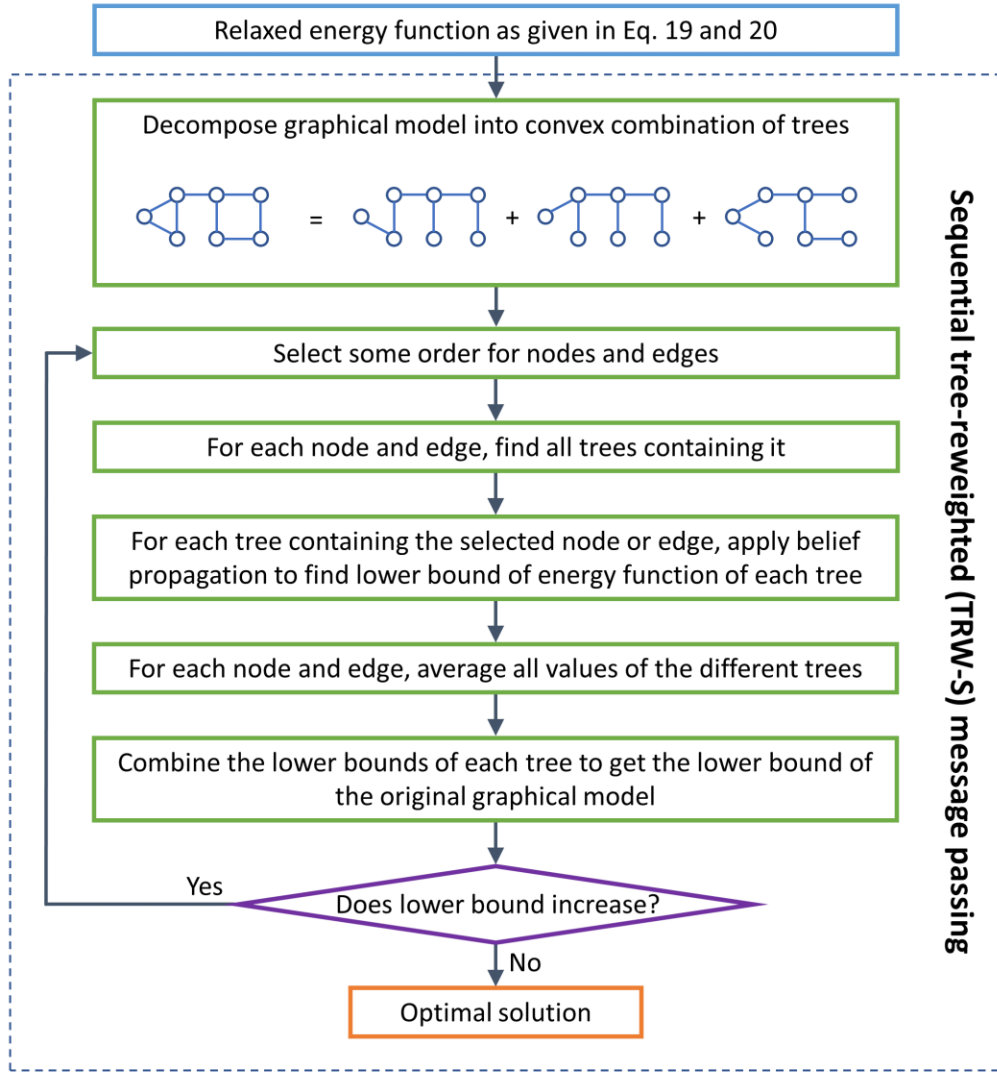 Relaxed energy function as given in Eq. 19 and 20
Decompose graphical model into convex combination of trees
= + +
Select some order for nodes and edges
For each node and edge, find all trees containing it
For each tree containing the selected node or edge, apply belief
propagation to find lower bound of energy function of each tree
For each node and edge, average all values of the different trees
Combine the lower bounds of each tree to get the lower bound of
the original graphical model
Yes
Does lower bound increase?
No
Optimal solution
Sequential tree-reweighted (TRW-S) message passing